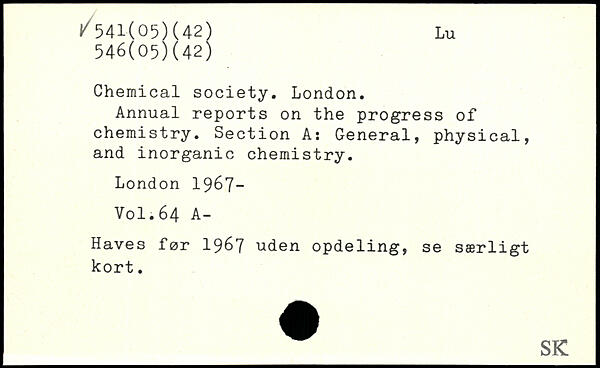 ✓541(05)(42) Lu
546(05)(42)
Chemical society. London.
Annual reports on the progress of
chemistry. Section A: General, physical,
and inorganic chemistry.
London 1967-
Vol.64 A-
Haves før 1967 uden opdeling, se særligt
kort.
SK